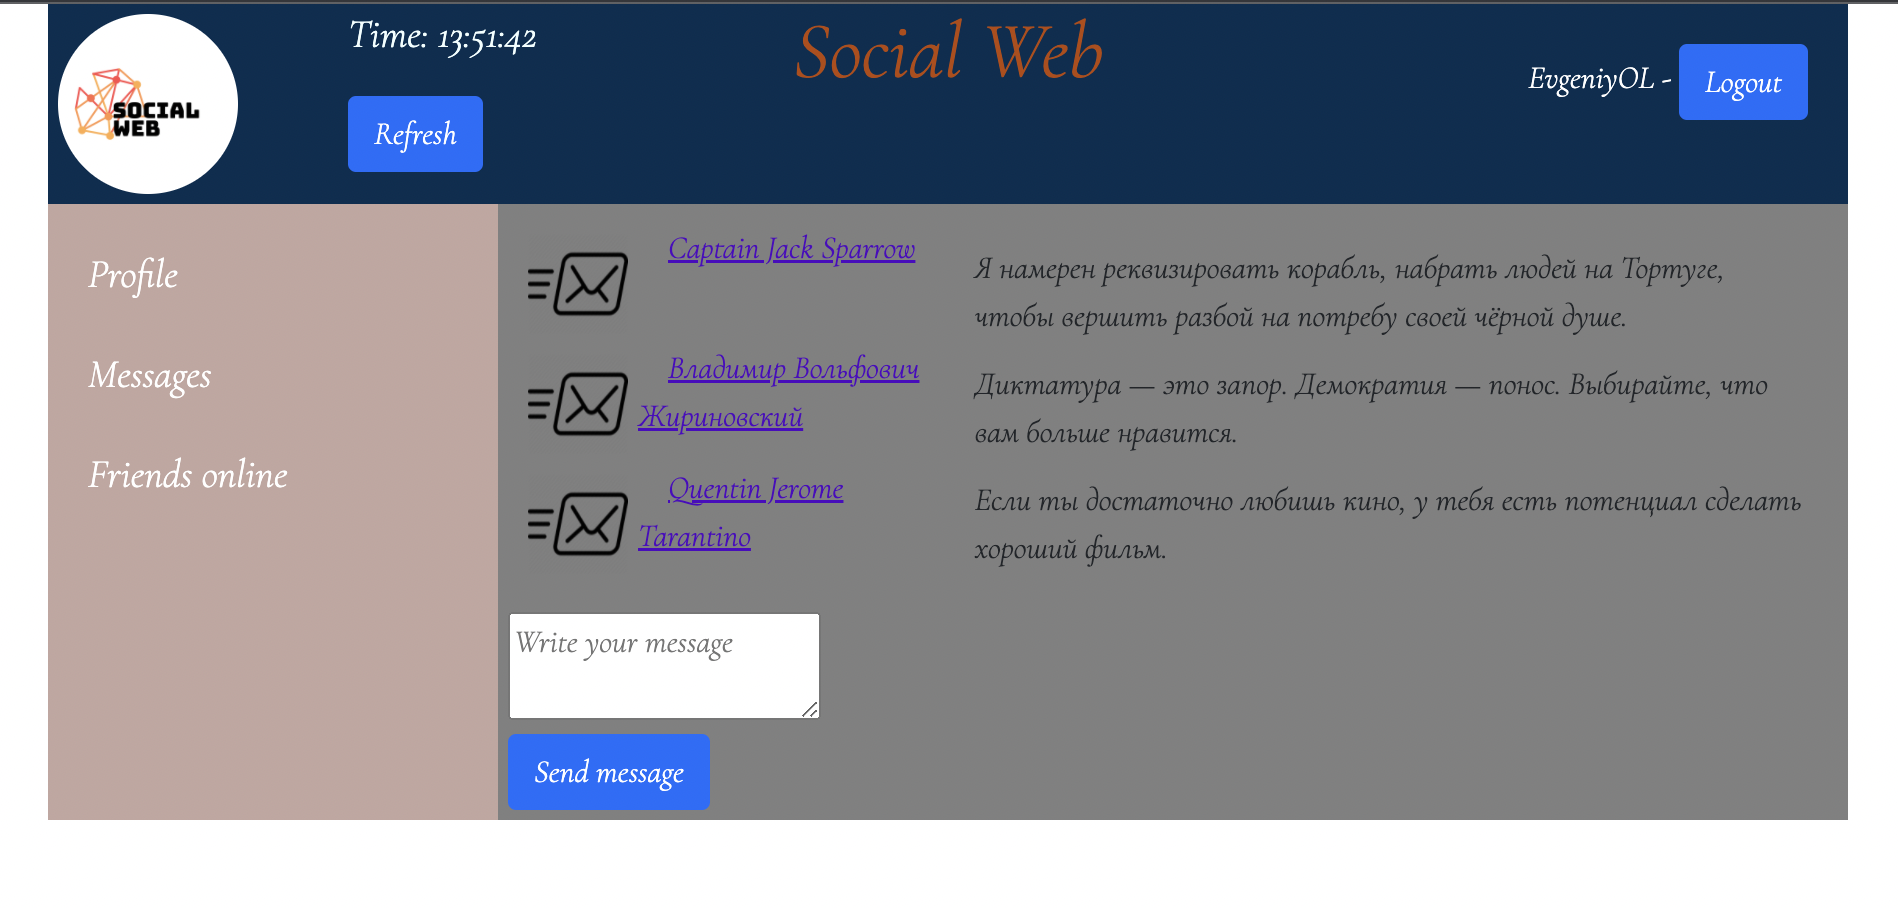 SOCIAL
WEB
Time: 13:51:42
Refresh
Social Web
EvgeniyOL - Logout
Profile
Messages
Friends online
Captain Jack Sparrow
Я намерен реквизировать корабль, набрать людей на Тортуге,
чтобы вершить разбой на потребу своей чёрной душе.
Владимир Вольфович
Жириновский
Диктатура — это запор. Демократия — понос. Выбирайте, что
вам больше нравится.
Quentin Jerome
Tarantino
Если ты достаточно любишь кино, у тебя есть потенциал сделать
хороший фильм.
Write your message
Send message